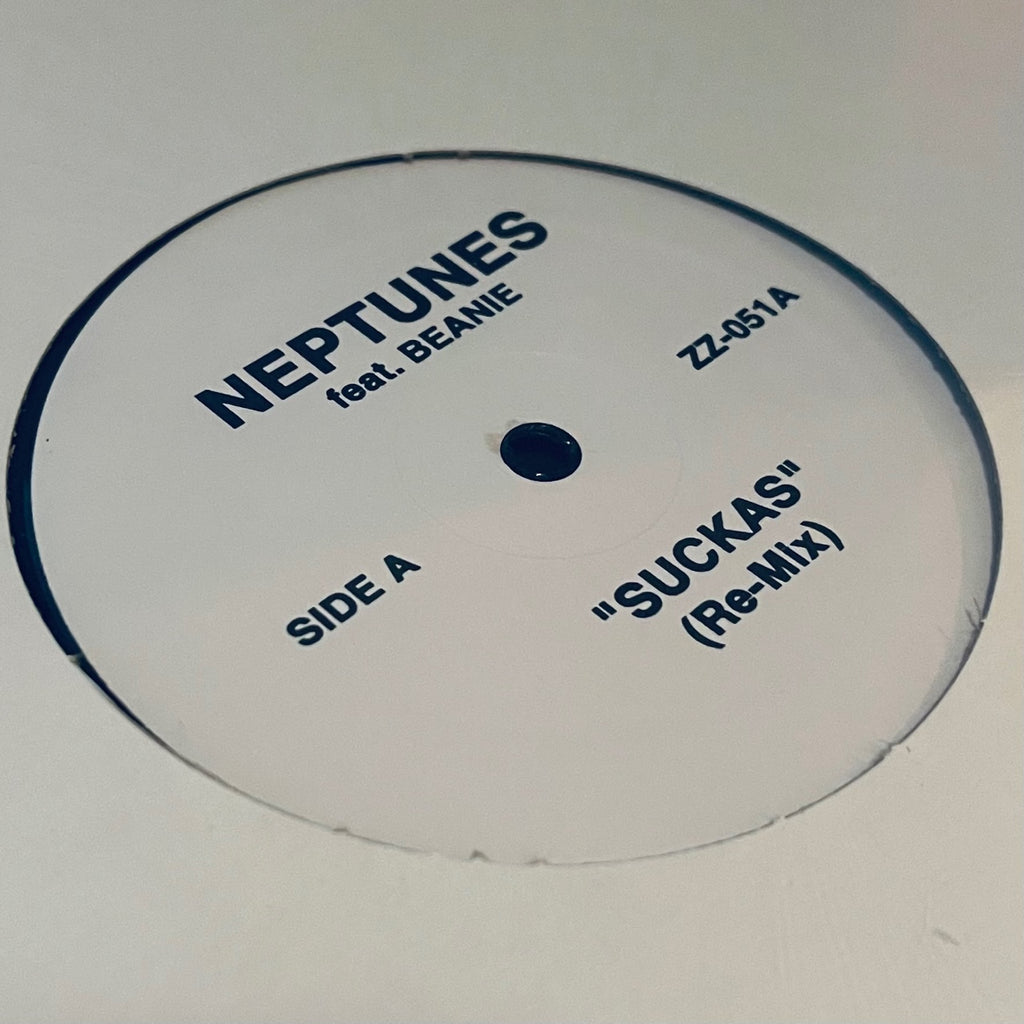 NEPTUNES
feat. BEANIE
ZZ-051A
SIDE A
"SUCKAS"
(Re-Mix)